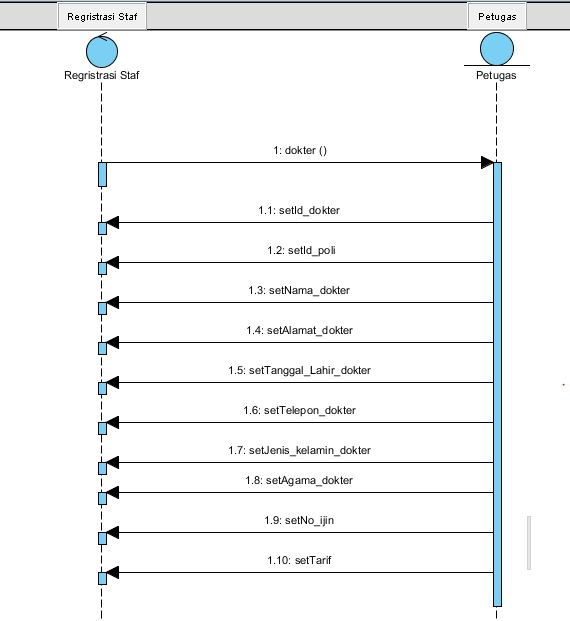 Regristrasi Staf
Petugas
Regristrasi Staf
Petugas
1: dokter ()
1.1: setId_dokter
1.2: setId_poli
1.3: setNama_dokter
1.4: setAlamat_dokter
1.5: setTanggal_Lahir_dokter
1.6: setTelepon_dokter
1.7: setJenis_kelamin_dokter
1.8: setAgama_dokter
1.9: setNo_ijin
1.10: setTarif